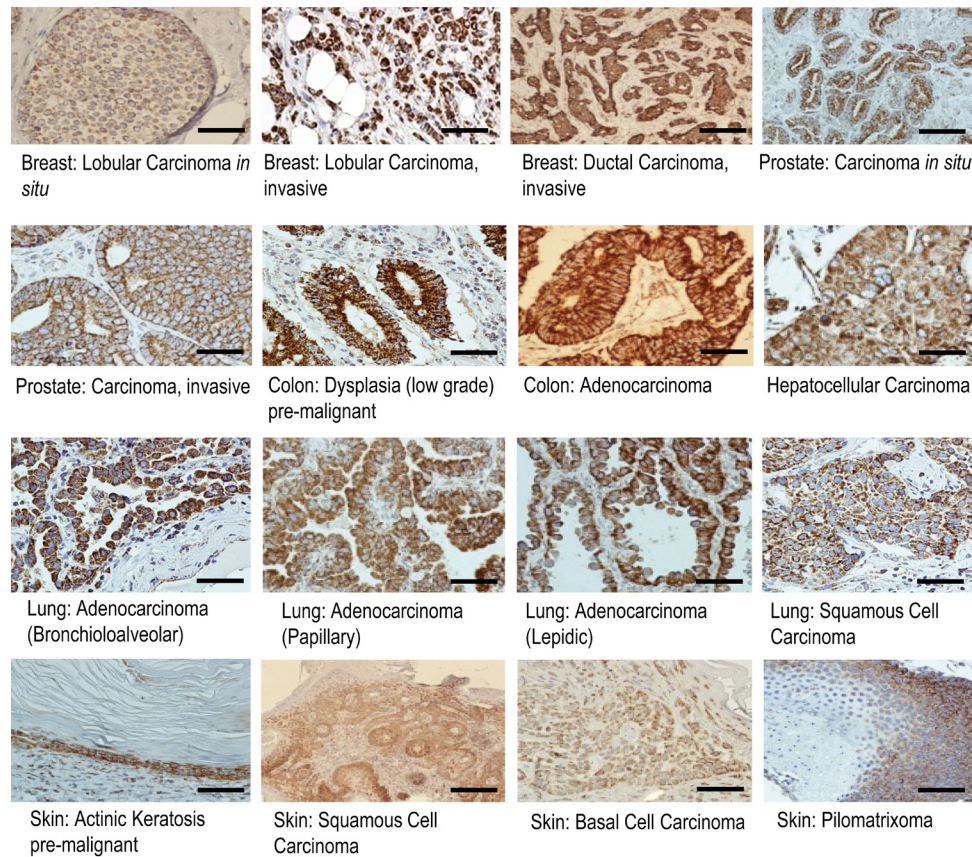 Breast: Lobular Carcinoma in
situ
Breast: Lobular Carcinoma,
invasive
Breast: Ductal Carcinoma,
invasive
Prostate: Carcinoma in situ
Prostate: Carcinoma, invasive
Colon: Dysplasia (low grade)
pre-malignant
Colon: Adenocarcinoma
Hepatocellular Carcinoma
Lung: Adenocarcinoma
(Bronchioloalveolar)
Lung: Adenocarcinoma
(Papillary)
Lung: Adenocarcinoma
(Lepidic)
Lung: Squamous Cell
Carcinoma
Skin: Actinic Keratosis
pre-malignant
Skin: Squamous Cell
Carcinoma
Skin: Basal Cell Carcinoma
Skin: Pilomatrixoma